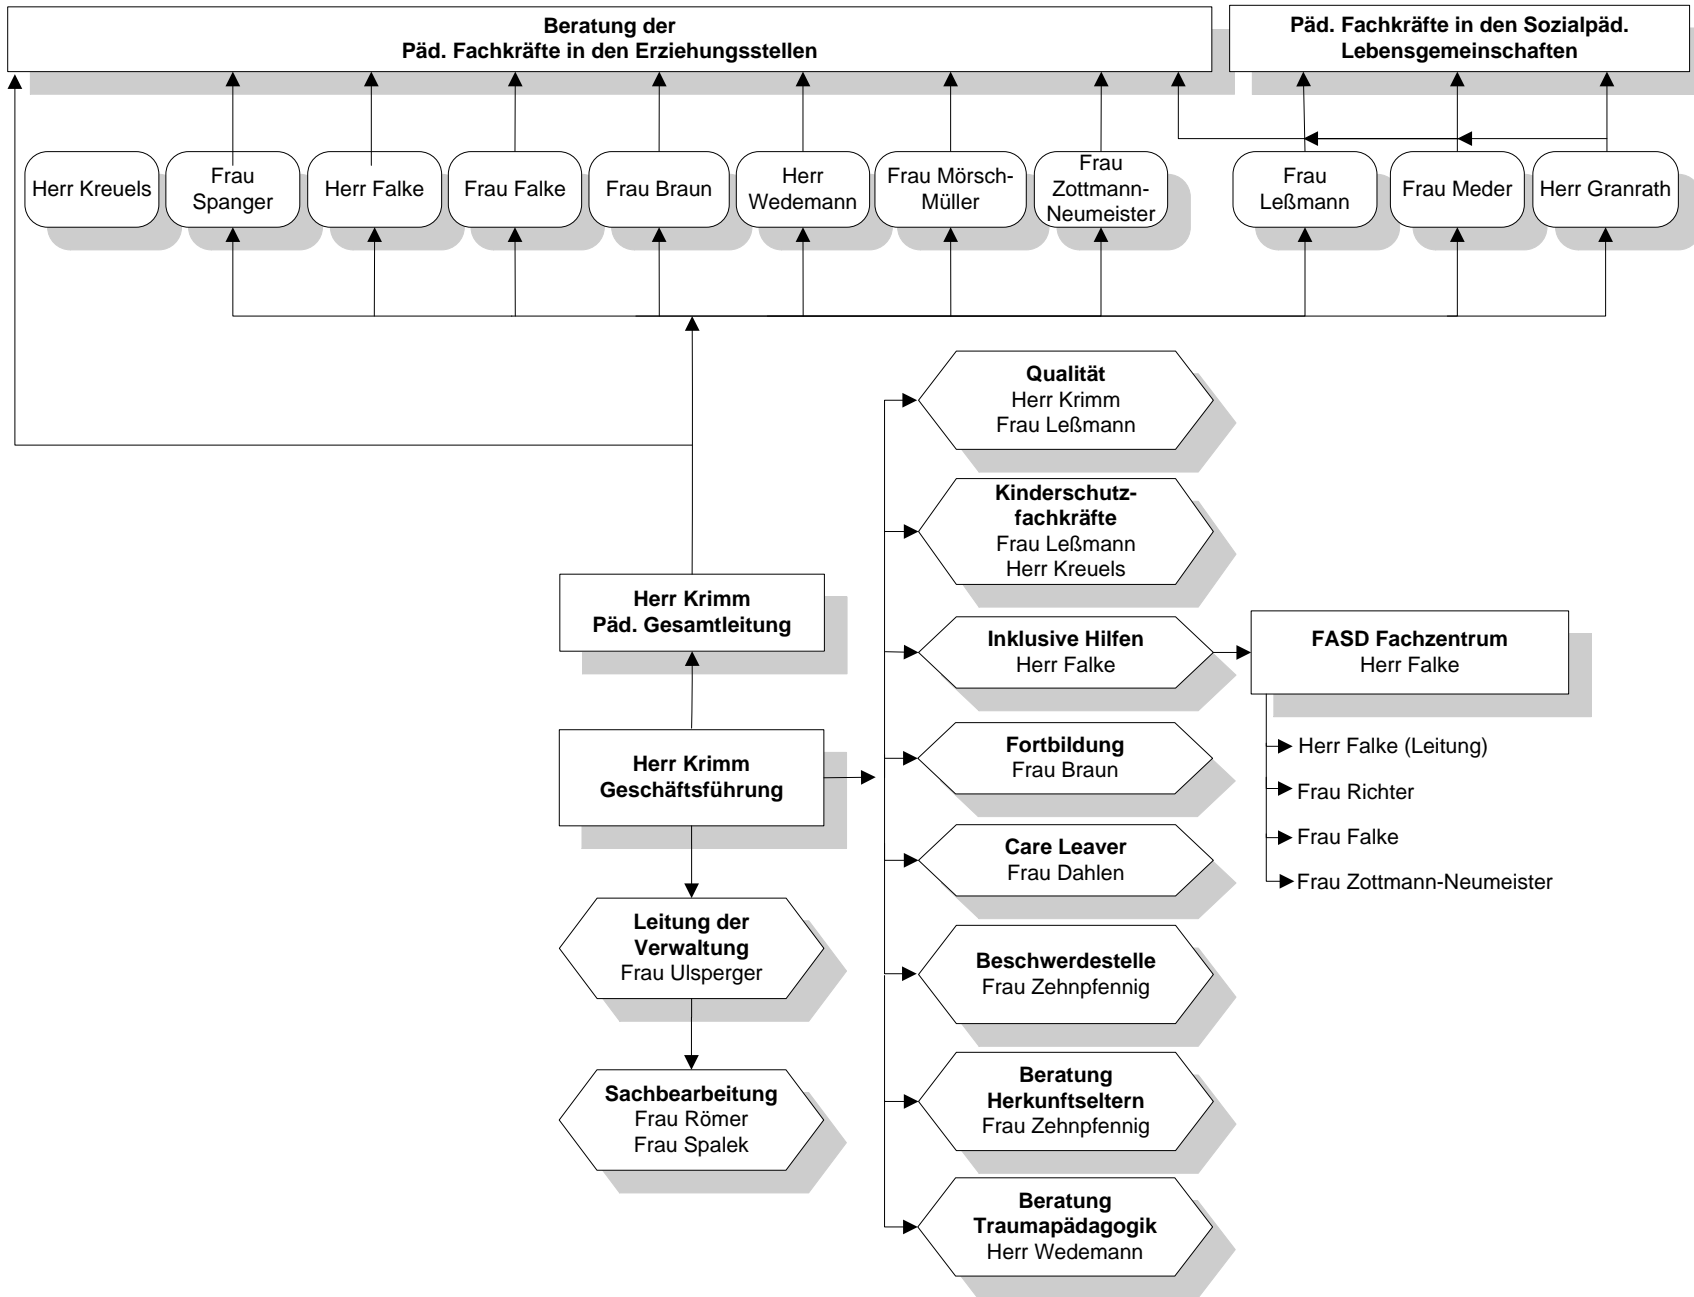 Beratung der
Päd. Fachkräfte in den Erziehungsstellen
Päd. Fachkräfte in den Sozialpäd.
Lebensgemeinschaften
Herr Kreuels
Frau
Spanger
Herr Falke
Frau Falke
Frau Braun
Herr
Wedemann
Frau Mörsch-
Müller
Frau
Zottmann-
Neumeister
Frau
Leßmann
Frau Meder
Herr Granrath
Qualität
Herr Krimm
Frau Leßmann
Kinderschutz-
fachkräfte
Frau Leßmann
Herr Kreuels
Herr Krimm
Päd. Gesamtleitung
Inklusive Hilfen
Herr Falke
FASD Fachzentrum
Herr Falke
Herr Falke (Leitung)
Frau Richter
Frau Falke
Frau Zottmann-Neumeister
Herr Krimm
Geschäftsführung
Fortbildung
Frau Braun
Care Leaver
Frau Dahlen
Leitung der
Verwaltung
Frau Ulsperger
Beschwerdestelle
Frau Zehnpfennig
Sachbearbeitung
Frau Römer
Frau Spalek
Beratung
Herkunftseltern
Frau Zehnpfennig
Beratung
Traumapädagogik
Herr Wedemann